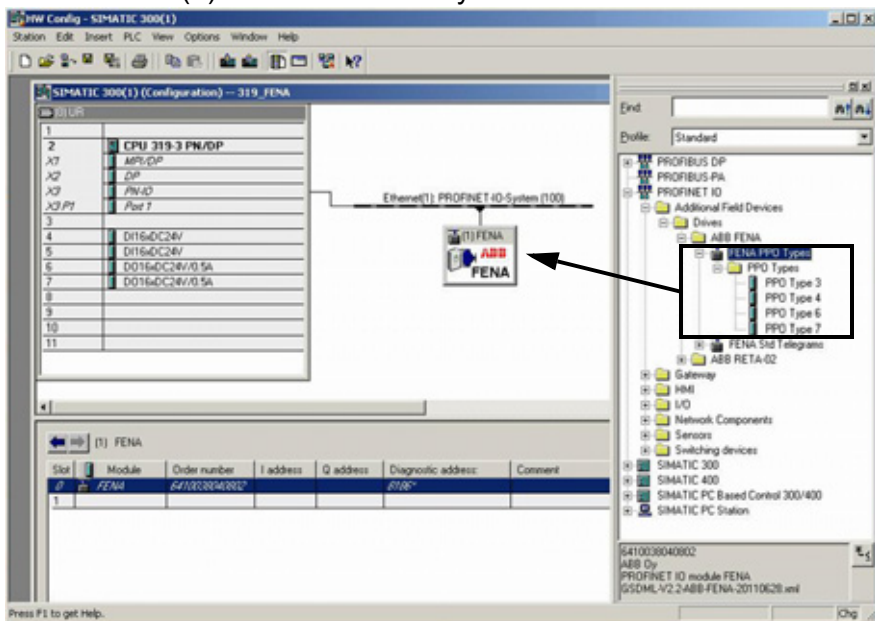 HW Config - SIMATIC 300(1)
Station Edit Insert PLC View Options Window Help
SIMATIC 300(1) (Configuration) -- 319_FENA
(0) UR
1
2 CPU 319-3 PN/DP
X1 MPI/DP
X2 DP
X3 PN-IO
X3 P1 Port 1
3
4 DI16xDC24V
5 DI16xDC24V
6 DO16xDC24V/0.5A
7 DO16xDC24V/0.5A
8
9
10
11
Ethernet(1): PROFINET-IO-System (100)
(1) FENA
ABB
FENA
Find:
Profile: Standard
PROFIBUS DP
PROFIBUS-PA
PROFINET IO
Additional Field Devices
Drives
ABB FENA
FENA PPO Types
PPO Types
PPO Type 3
PPO Type 4
PPO Type 6
PPO Type 7
FENA Std Telegrams
ABB RETA-02
Gateway
HMI
I/O
Network Components
Sensors
Switching devices
SIMATIC 300
SIMATIC 400
SIMATIC PC Based Control 300/400
SIMATIC PC Station
(1) FENA
Slot Module Order number I address Q address Diagnostic address: Comment
0 FENA 6410038040802 8186*
1
6410038040802
ABB Oy
PROFINET IO module FENA
GSDML-V2.2-ABB-FENA-20110628.xml
Press F1 to get Help.
Chg